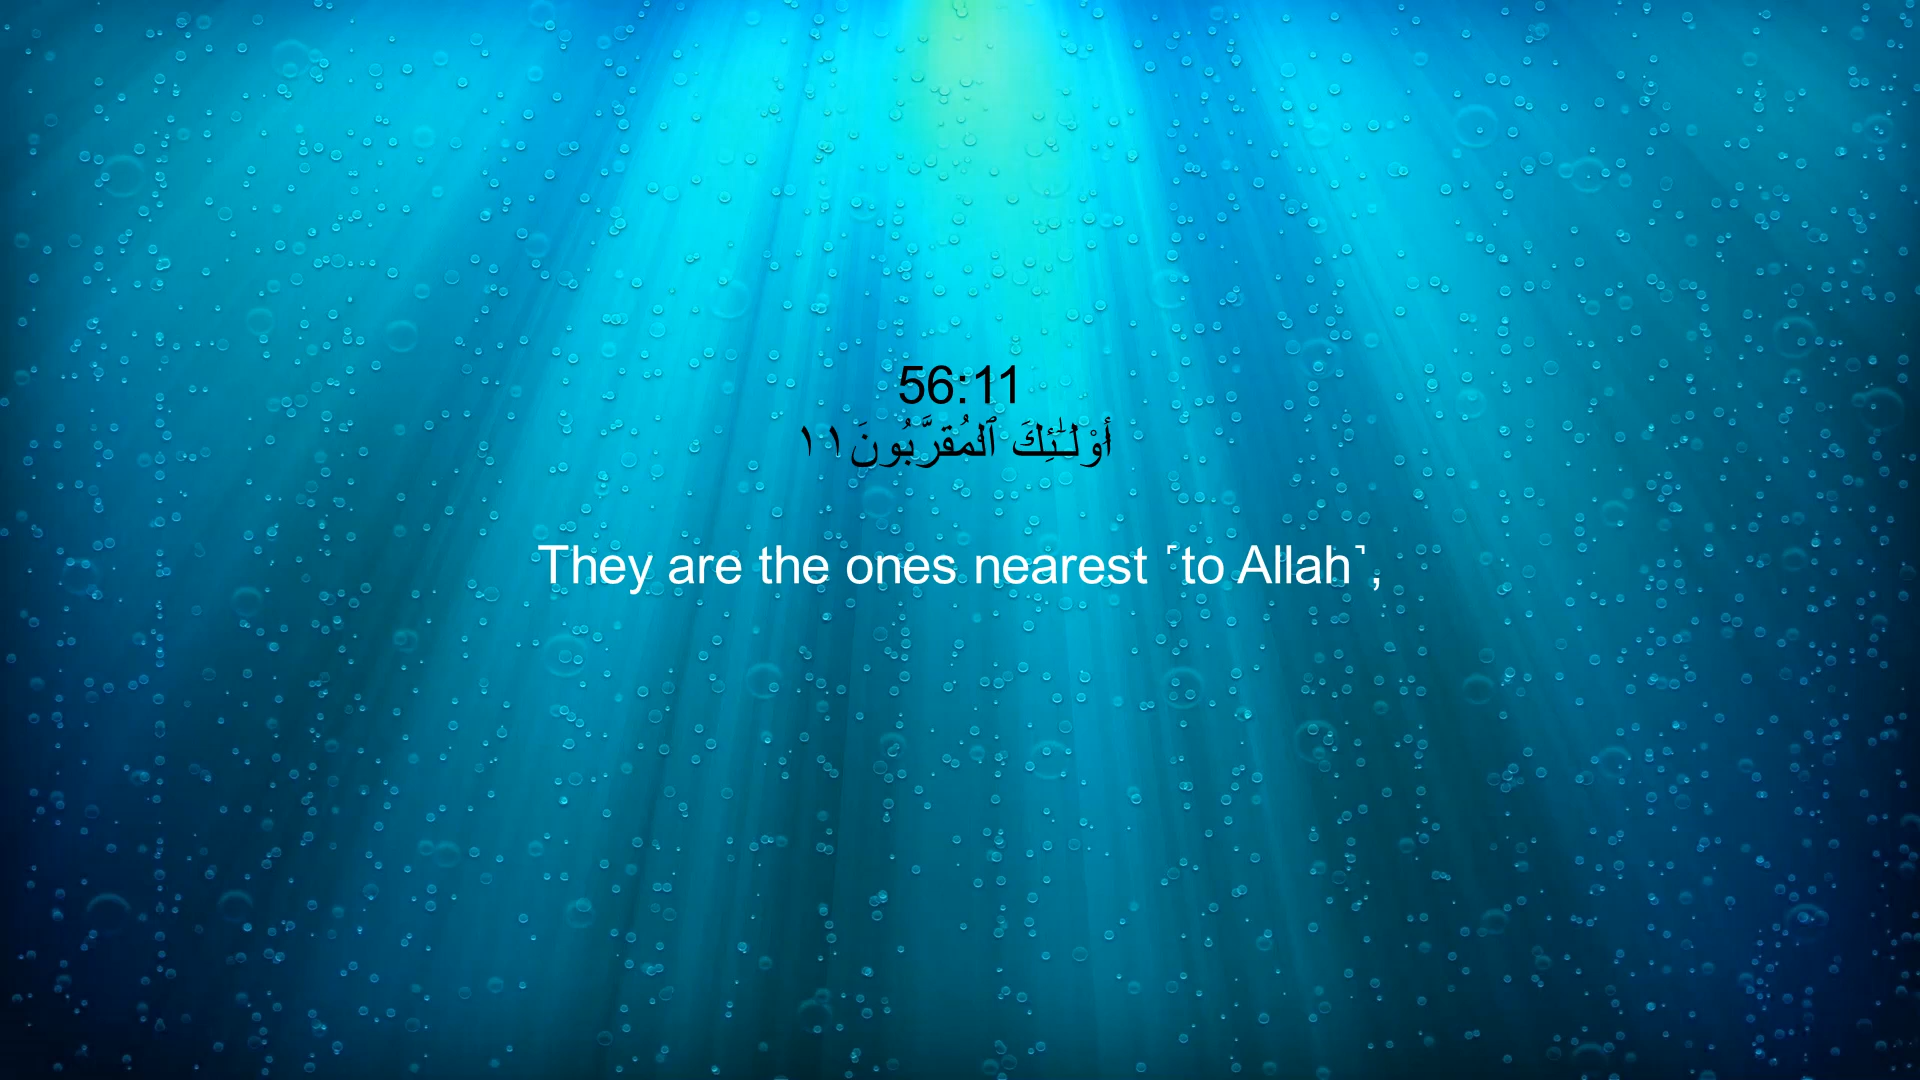 56:11
أُوْلَـٰٓئِكَ ٱلْمُقَرَّبُونَ ١١
They are the ones nearest ˹to Allah˺,